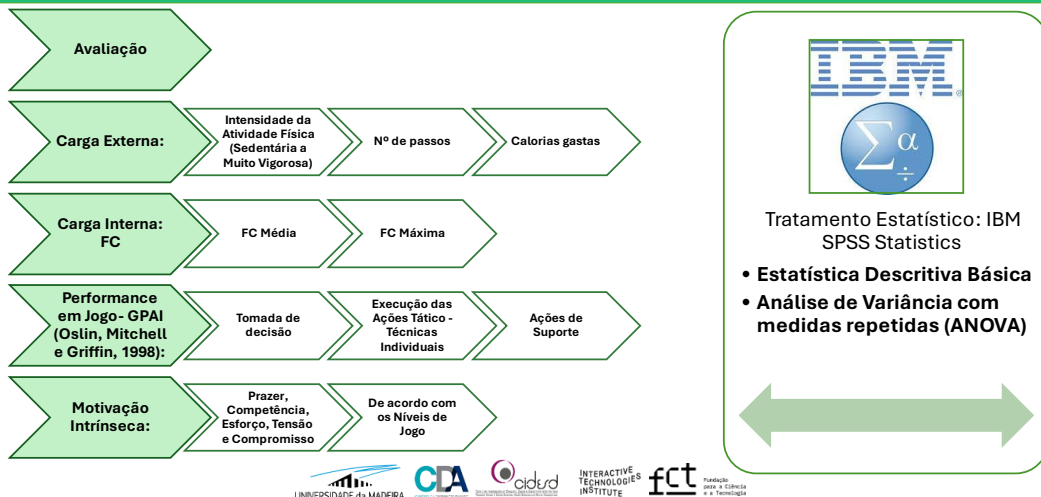 Avaliação
Carga Externa:
Intensidade da
Atividade Física
(Sedentária a
Muito Vigorosa)
Nº de passos
Calorias gastas
Carga Interna:
FC
FC Média
FC Máxima
Performance
em Jogo- GPAI
(Oslin, Mitchell
e Griffin, 1998):
Tomada de
decisão
Execução das
Ações Tático -
Técnicas
Individuais
Ações de
Suporte
Motivação
Intrínseca:
Prazer,
Competência,
Esforço, Tensão
e Compromisso
De acordo com
os Níveis de
Jogo
IBM®
Σ α ÷
Tratamento Estatístico: IBM
SPSS Statistics
• Estatística Descritiva Básica
• Análise de Variância com
medidas repetidas (ANOVA)
UNIVERSIDADE da MADEIRA
CDA
cidesd
INTERACTIVE
TECHNOLOGIES
INSTITUTE
fct
Fundação
para a Ciência
e a Tecnologia